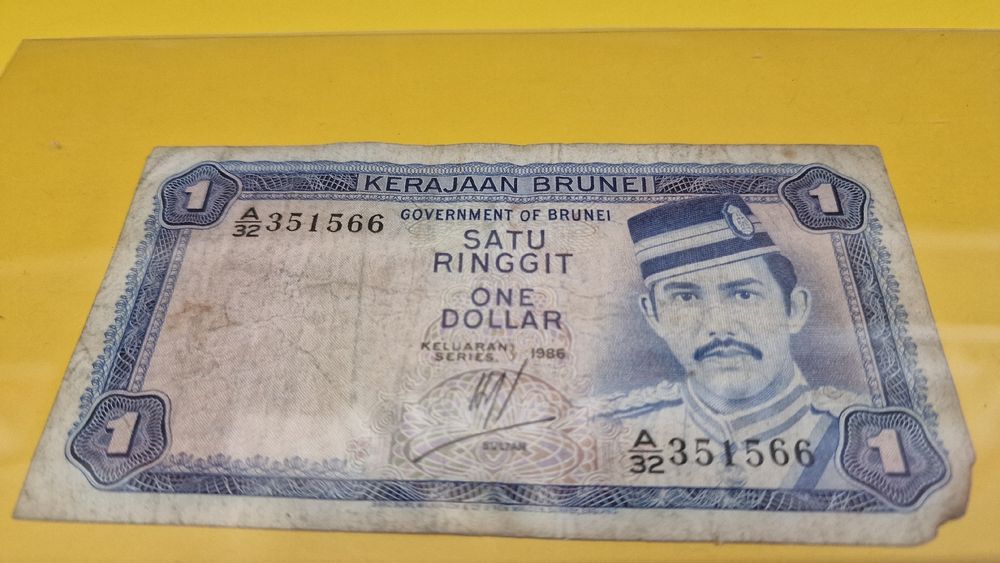 1 KERAJAAN BRUNEI 1
A/32 351566
GOVERNMENT OF BRUNEI
SATU
RINGGIT
ONE
DOLLAR
KELUARAN
SERIES 1986
SULTAN
A/32 351566
1 1